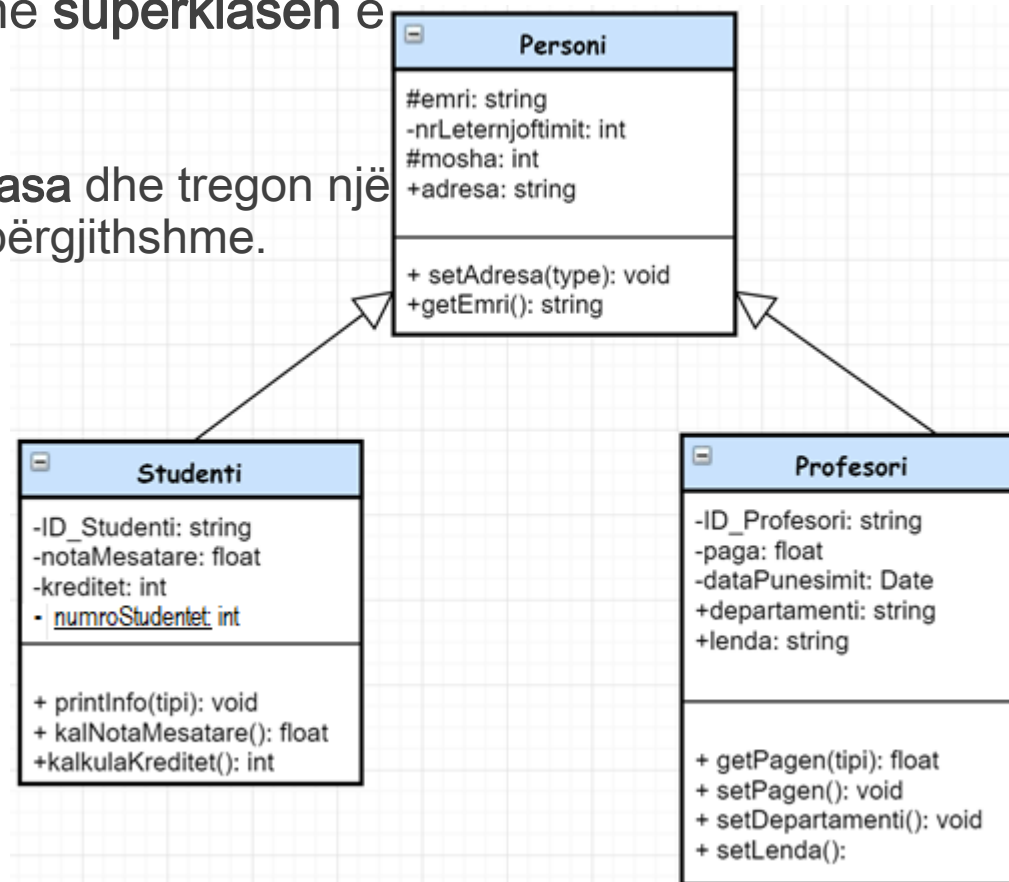 me superklasën e
asa dhe tregon një
përgjithshme.
Personi
#emri: string
-nrLeternjoftimit: int
#mosha: int
+adresa: string
+ setAdresa(type): void
+getEmri(): string
Studenti
-ID_Studenti: string
-notaMesatare: float
-kreditet: int
- numroStudentet: int
+ printInfo(tipi): void
+ kalNotaMesatare(): float
+kalkulaKreditet(): int
Profesori
-ID_Profesori: string
-paga: float
-dataPunesimit: Date
+departamenti: string
+lenda: string
+ getPagen(tipi): float
+ setPagen(): void
+ setDepartamenti(): void
+ setLenda():